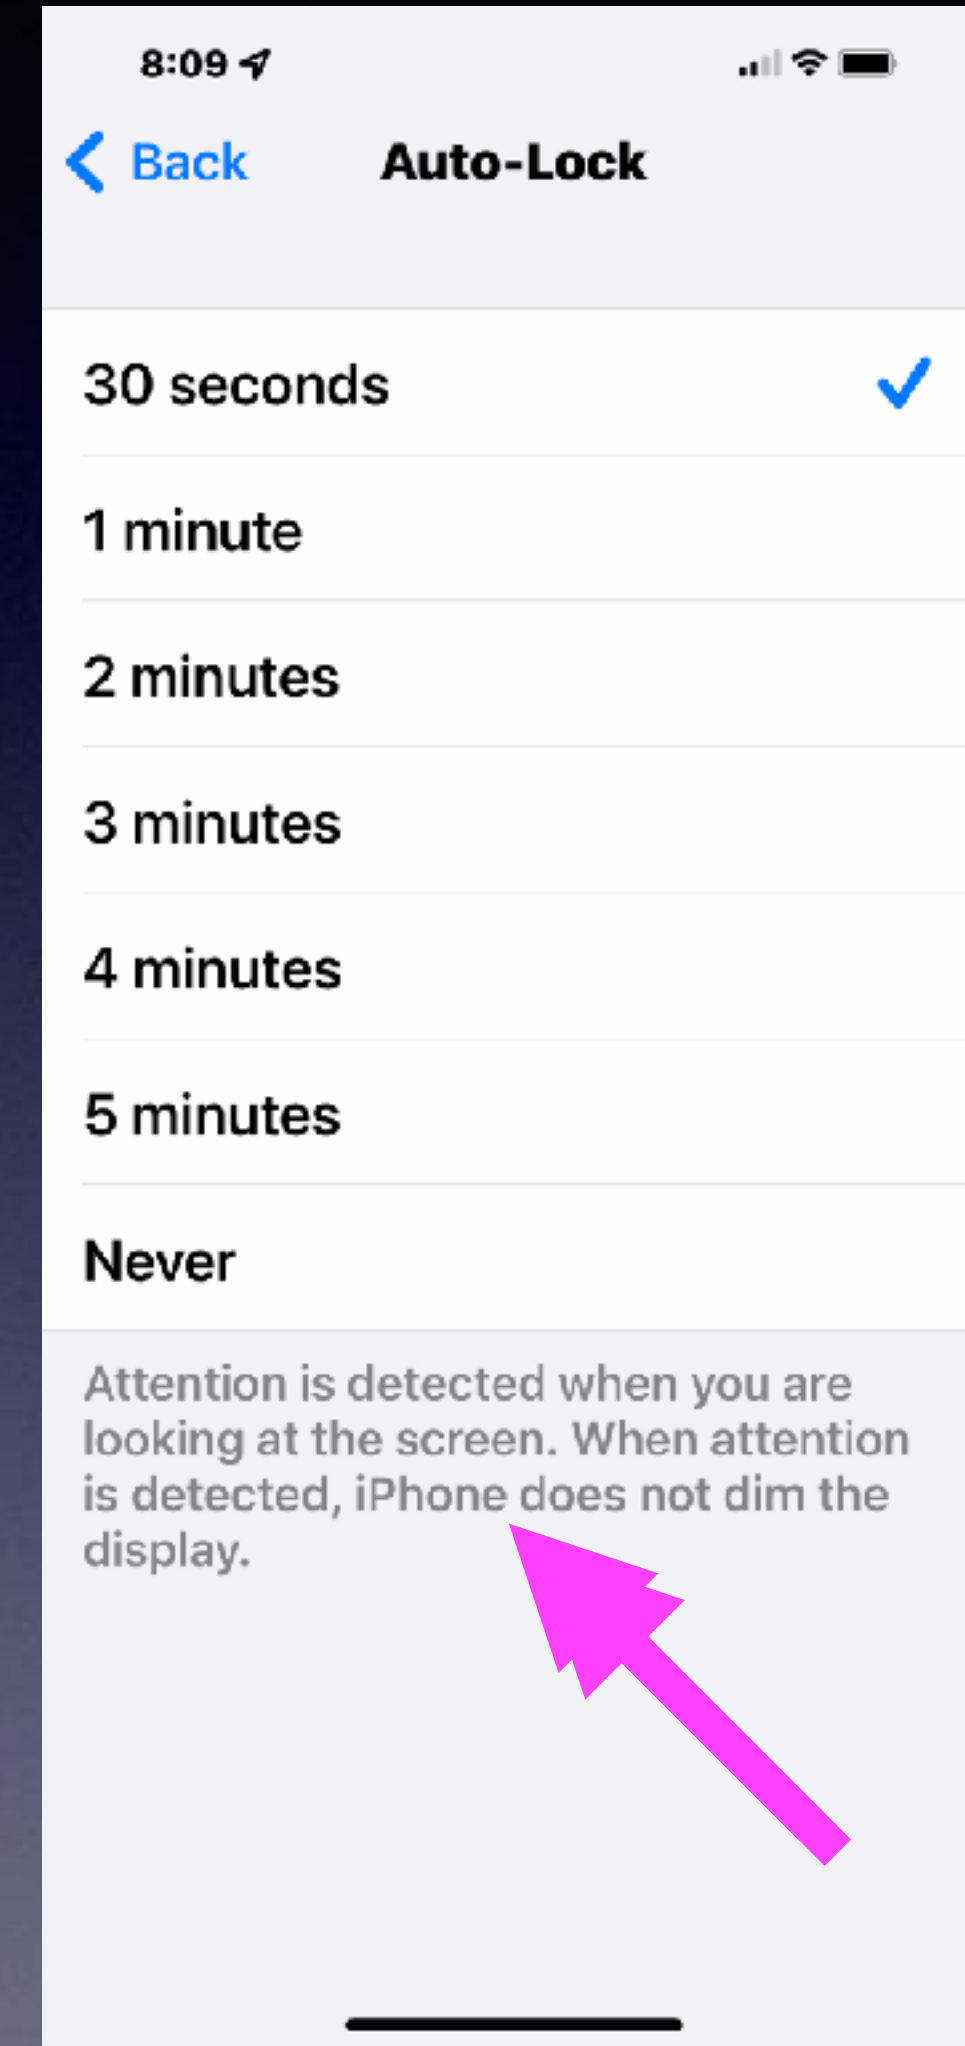 8:09
Back Auto-Lock
30 seconds
1 minute
2 minutes
3 minutes
4 minutes
5 minutes
Never
Attention is detected when you are
looking at the screen. When attention
is detected, iPhone does not dim the
display.